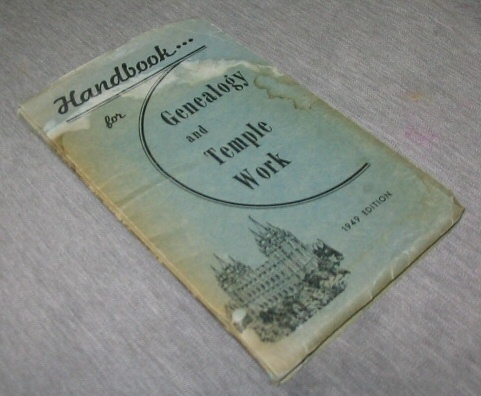 Handbook...
for
Genealogy
and
Temple
Work
1949 EDITION